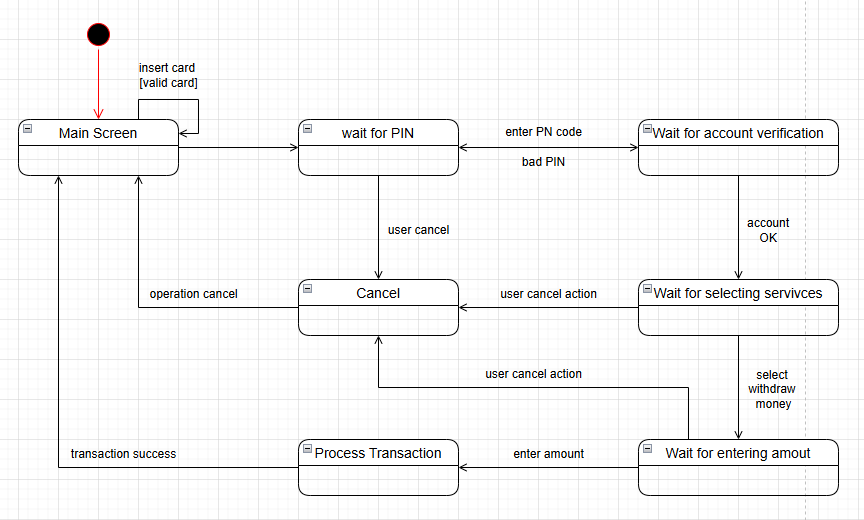 insert card
[valid card]
Main Screen
wait for PIN
enter PN code
bad PIN
Wait for account verification
user cancel
account
OK
operation cancel
Cancel
user cancel action
Wait for selecting servivces
user cancel action
select
withdraw
money
transaction success
Process Transaction
enter amount
Wait for entering amout